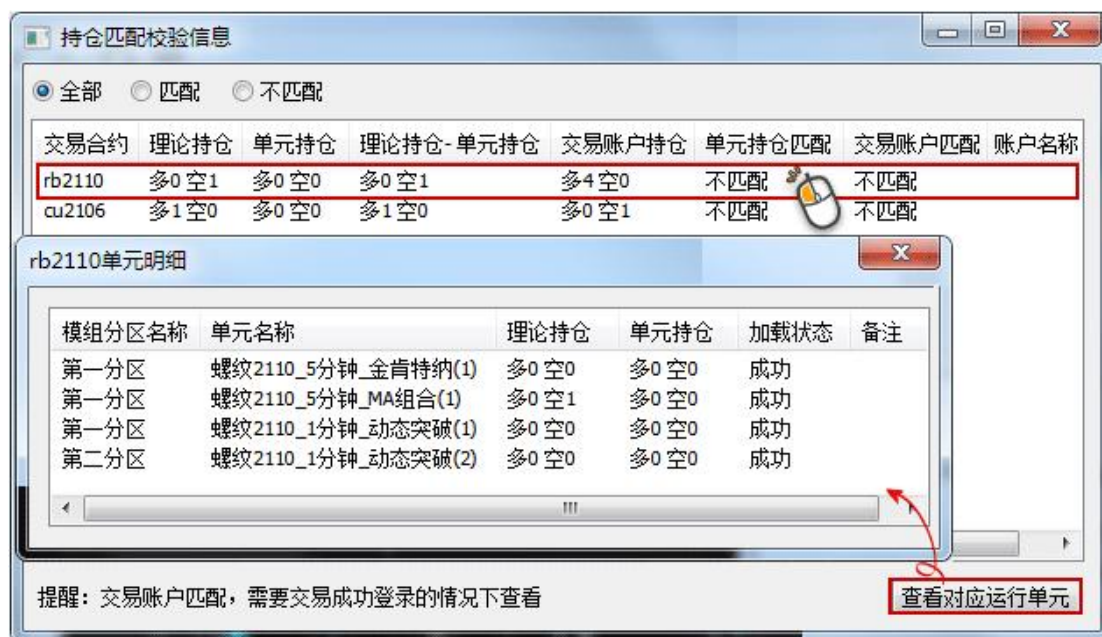 持仓匹配校验信息
全部 匹配 不匹配
交易合约 理论持仓 单元持仓 理论持仓-单元持仓 交易账户持仓 单元持仓匹配 交易账户匹配 账户名称
rb2110 多0 空1 多0 空0 多0 空1 多4 空0 不匹配 不匹配
cu2106 多1 空0 多0 空0 多1 空0 多0 空1 不匹配 不匹配
rb2110单元明细
模组分区名称 单元名称 理论持仓 单元持仓 加载状态 备注
第一分区 螺纹2110_5分钟_金肯特纳(1) 多0 空0 多0 空0 成功
第一分区 螺纹2110_5分钟_MA组合(1) 多0 空1 多0 空0 成功
第一分区 螺纹2110_1分钟_动态突破(1) 多0 空0 多0 空0 成功
第二分区 螺纹2110_1分钟_动态突破(2) 多0 空0 多0 空0 成功
提醒：交易账户匹配，需要交易成功登录的情况下查看 查看对应运行单元